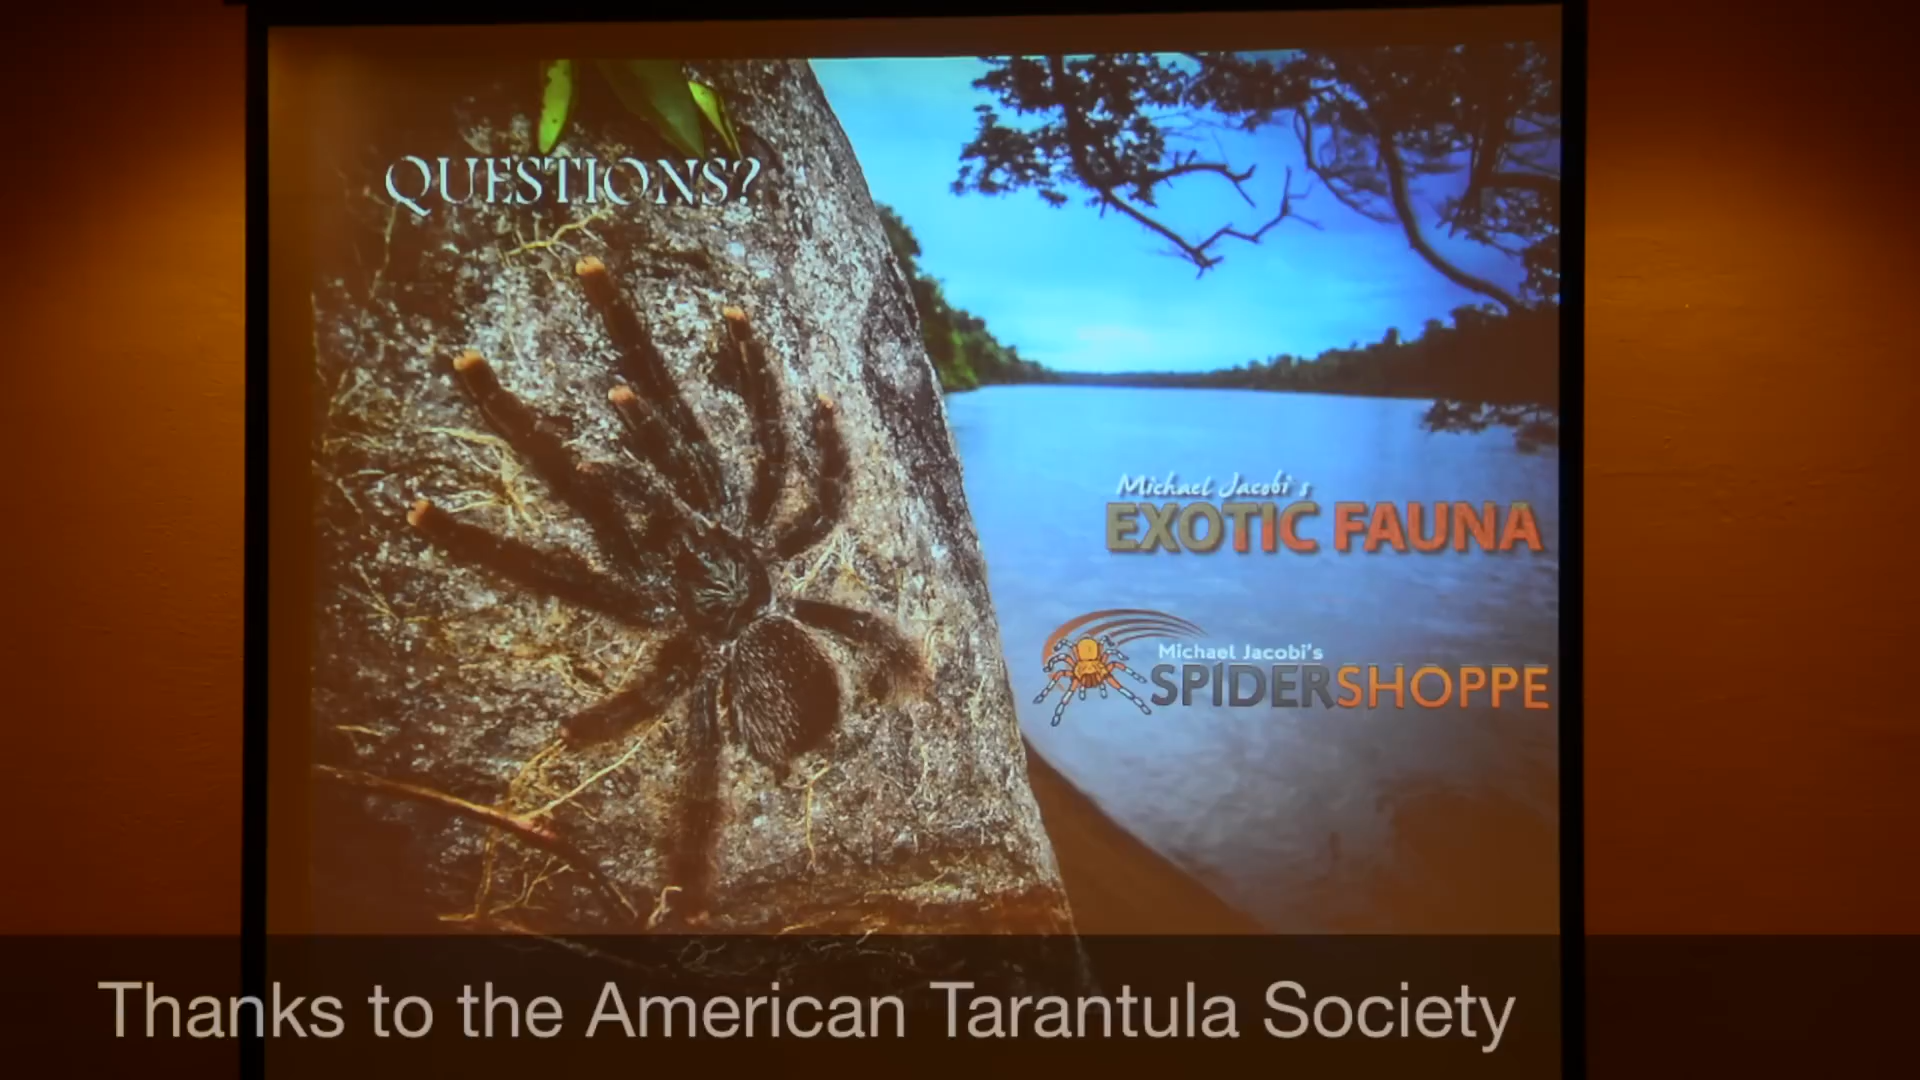 QUESTIONS?
Michael Jacobi's
EXOTIC FAUNA
Michael Jacobi's
SPIDERSHOPPE
Thanks to the American Tarantula Society